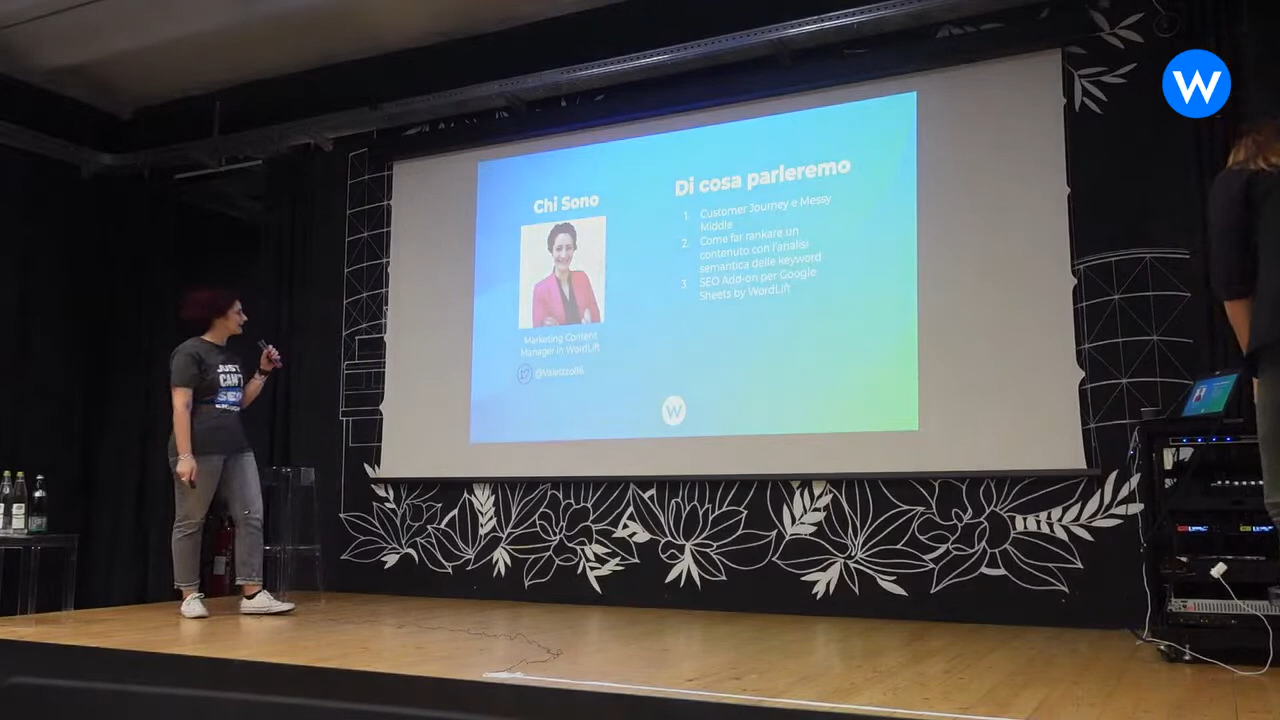 W
Chi Sono
Marketing Content
Manager in WordLift
@Valeizzo86
Di cosa parleremo
1. Customer Journey e Messy
Middle
2. Come far rankare un
contenuto con l'analisi
semantica delle keyword
3. SEO Add-on per Google
Sheets by WordLift
W
JUST
CAN'T
SEO
ENOUGH